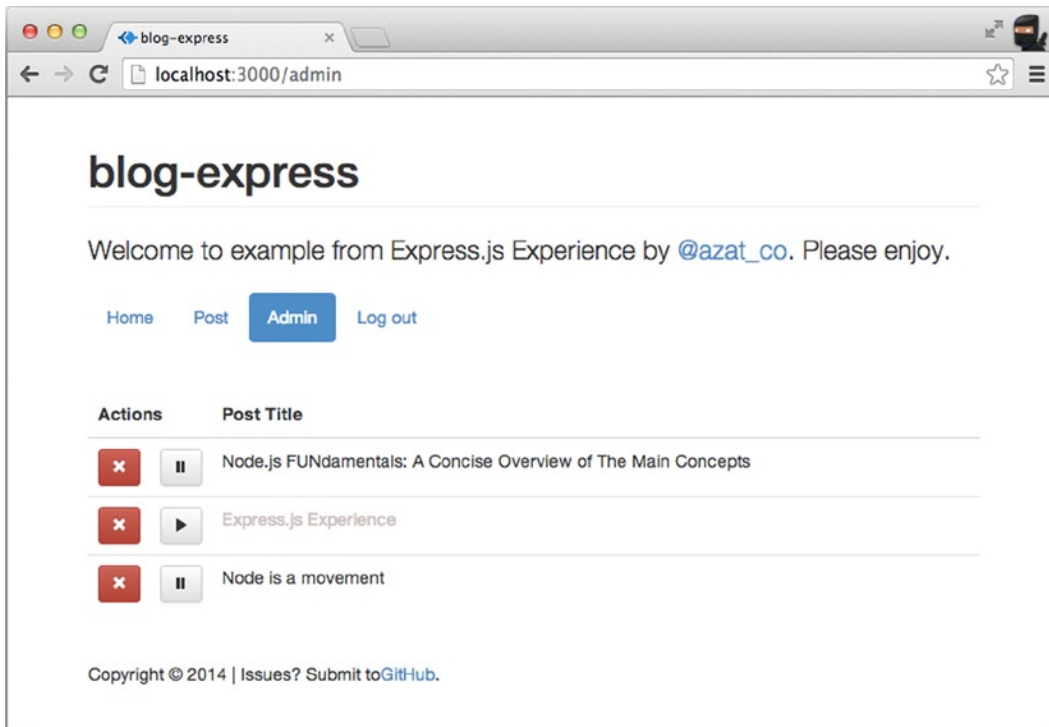 blog-express
localhost:3000/admin
blog-express
Welcome to example from Express.js Experience by @azat_co. Please enjoy.
Home Post Admin Log out
Actions Post Title
Node.js FUNdamentals: A Concise Overview of The Main Concepts
Express.js Experience
Node is a movement
Copyright © 2014 | Issues? Submit toGitHub.